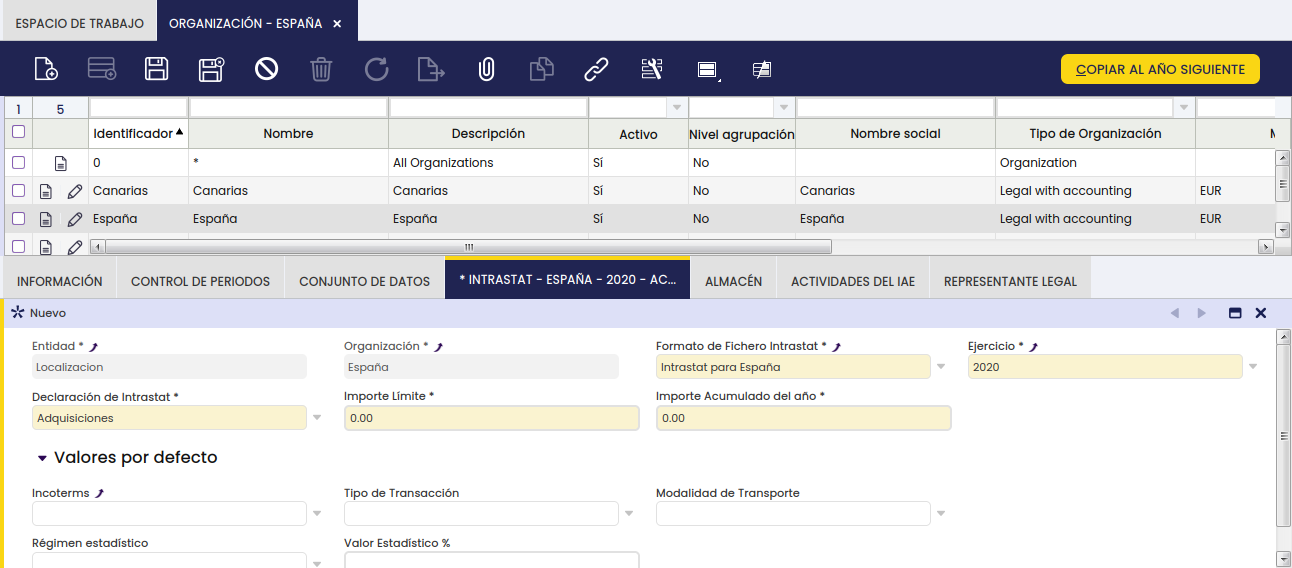 ESPACIO DE TRABAJO ORGANIZACIÓN - ESPAÑA ×
COPIAR AL AÑO SIGUIENTE
1 5
Identificador Nombre Descripción Activo Nivel agrupación Nombre social Tipo de Organización
0 * All Organizations Sí No Organization
Canarias Canarias Canarias Sí No Canarias Legal with accounting EUR
España España España Sí No España Legal with accounting EUR
INFORMACIÓN CONTROL DE PERIODOS CONJUNTO DE DATOS * INTRASTAT - ESPAÑA - 2020 - AC... ALMACÉN ACTIVIDADES DEL IAE REPRESENTANTE LEGAL
Nuevo
Entidad * Organización * Formato de Fichero Intrastat * Ejercicio *
Localizacion España Intrastat para España 2020
Declaración de Intrastat * Importe Límite * Importe Acumulado del año *
Adquisiciones 0.00 0.00
Valores por defecto
Incoterms Tipo de Transacción Modalidad de Transporte
Régimen estadístico Valor Estadístico %